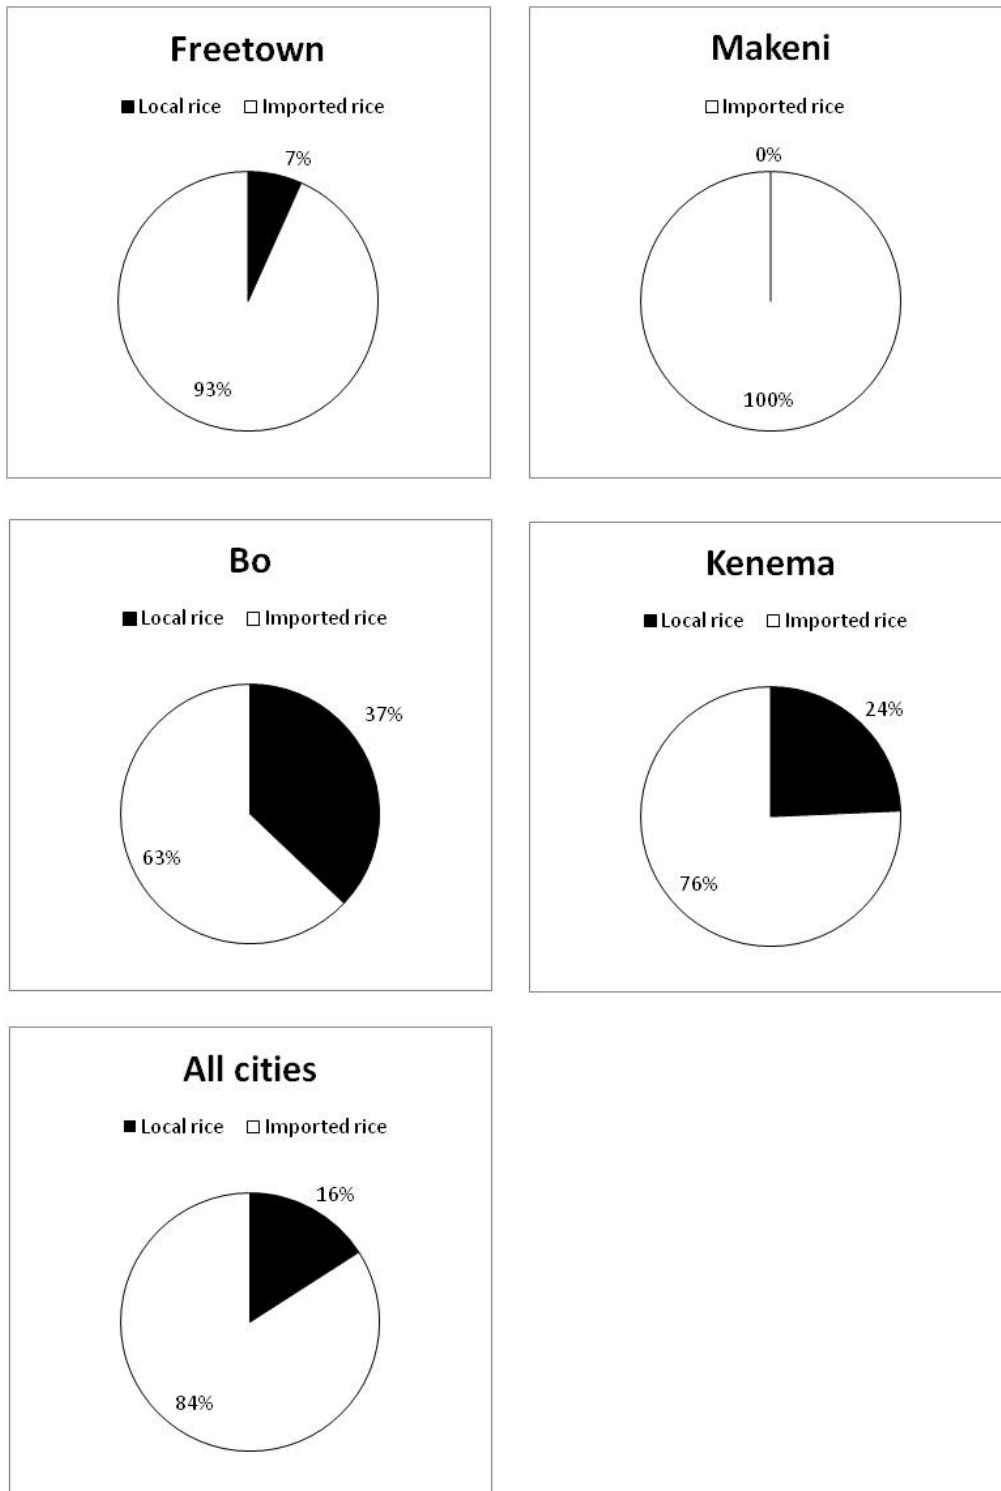 Freetown
Local rice Imported rice
7%
93%
Makeni
Imported rice
0%
100%
Bo
Local rice Imported rice
37%
63%
Kenema
Local rice Imported rice
24%
76%
All cities
Local rice Imported rice
16%
84%